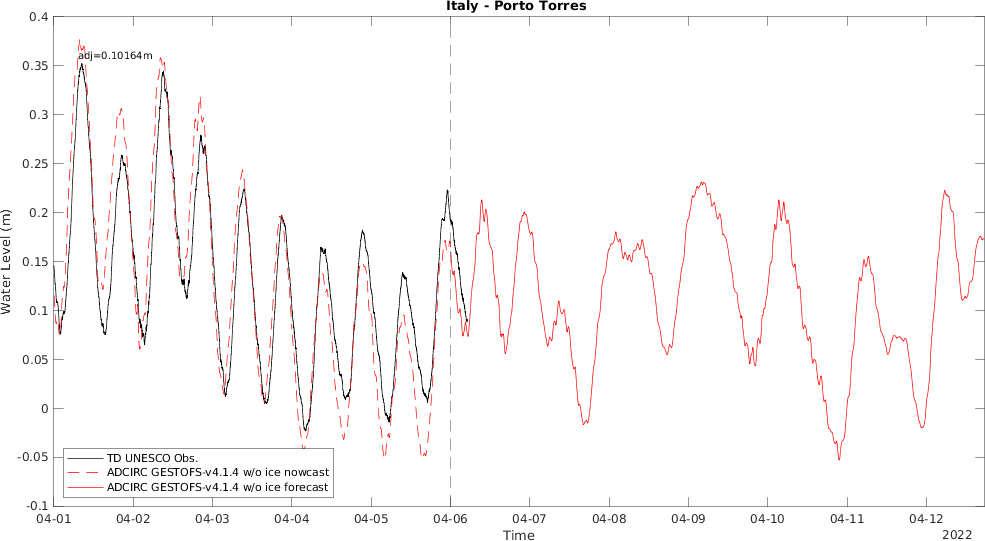 Italy - Porto Torres
adj=0.10164m
0.4
0.35
0.3
0.25
0.2
0.15
0.1
0.05
0
-0.05
-0.1
Water Level (m)
TD UNESCO Obs.
ADCIRC GESTOFS-v4.1.4 w/o ice nowcast
ADCIRC GESTOFS-v4.1.4 w/o ice forecast
04-01 04-02 04-03 04-04 04-05 04-06 04-07 04-08 04-09 04-10 04-11 04-12
Time
2022